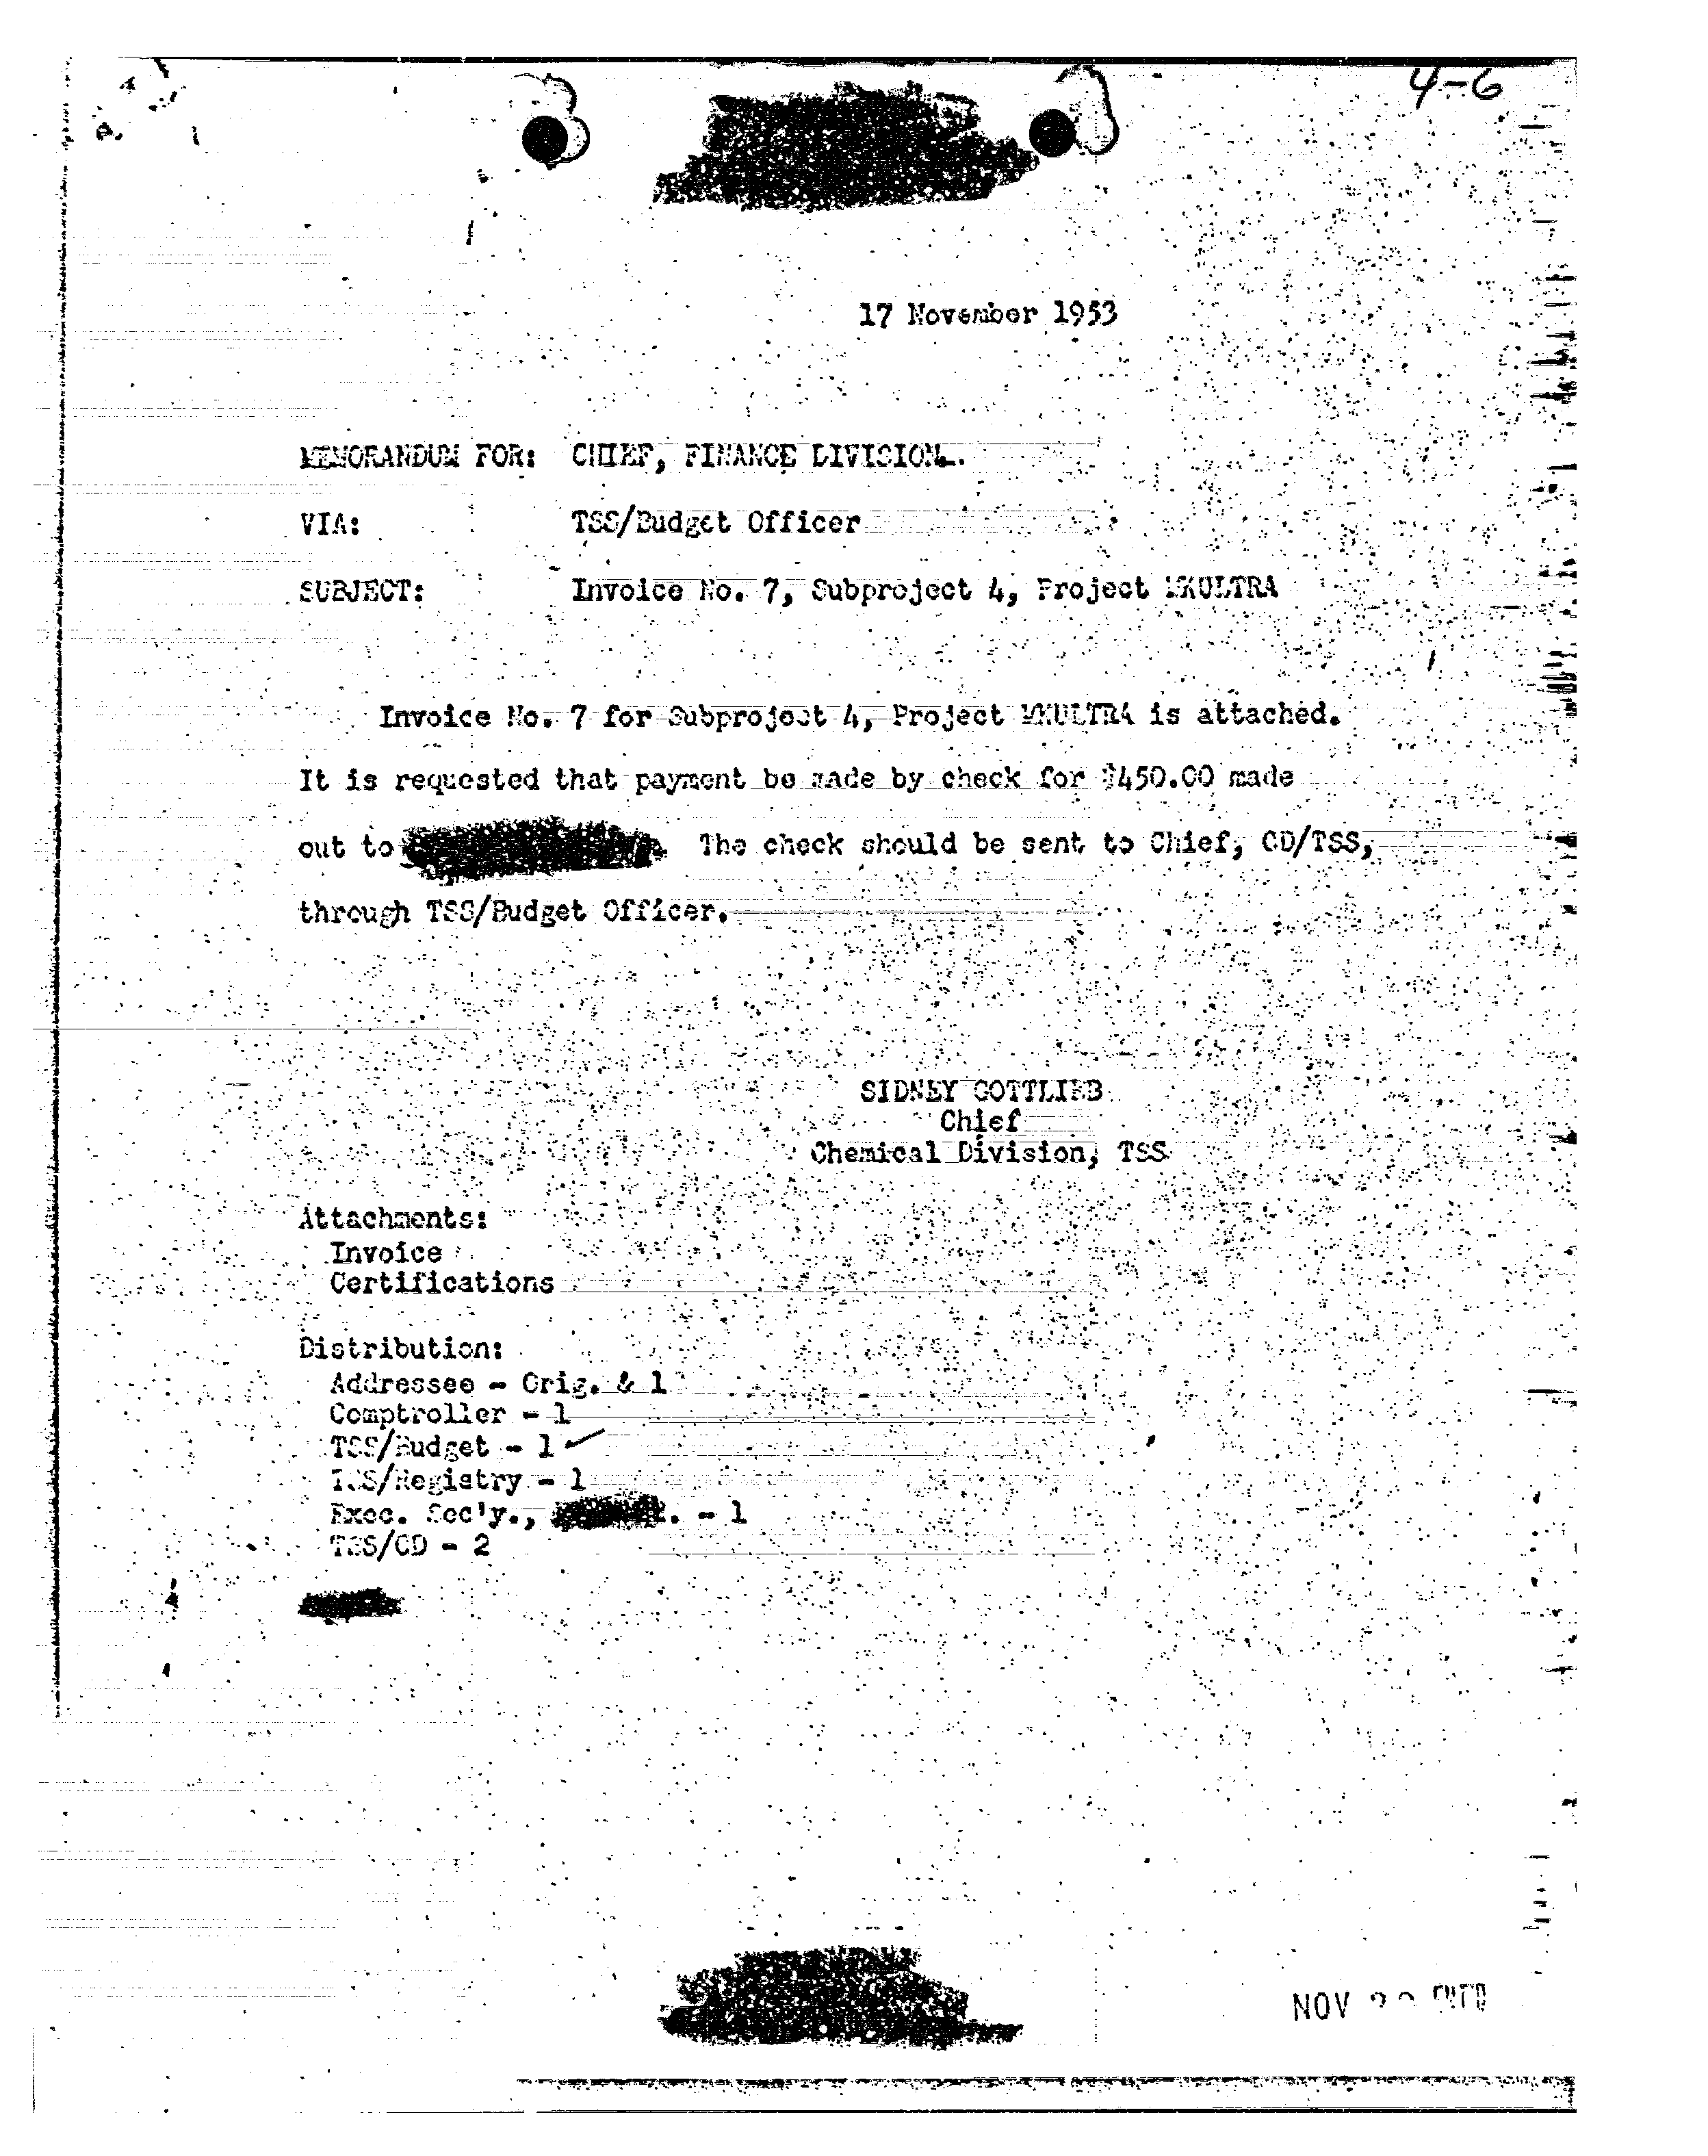 4-6
17 November 1953
MEMORANDUM FOR: CHIEF, FINANCE DIVISION.
VIA: TSS/Budget Officer
SUBJECT: Invoice No. 7, Subproject 4, Project MKULTRA
Invoice No. 7 for Subproject 4, Project MKULTRA is attached.
It is requested that payment be made by check for $450.00 made
out to The check should be sent to Chief, CD/TSS,
through TSS/Budget Officer.
SIDNEY GOTTLIEB
Chief
Chemical Division, TSS
Attachments:
Invoice
Certifications
Distribution:
Addressee - Orig. & 1
Comptroller - 1
TSS/Budget - 1 ✓
TSS/Registry - 1
Exec. Sec'y., - 1
TSS/CD - 2
NOV